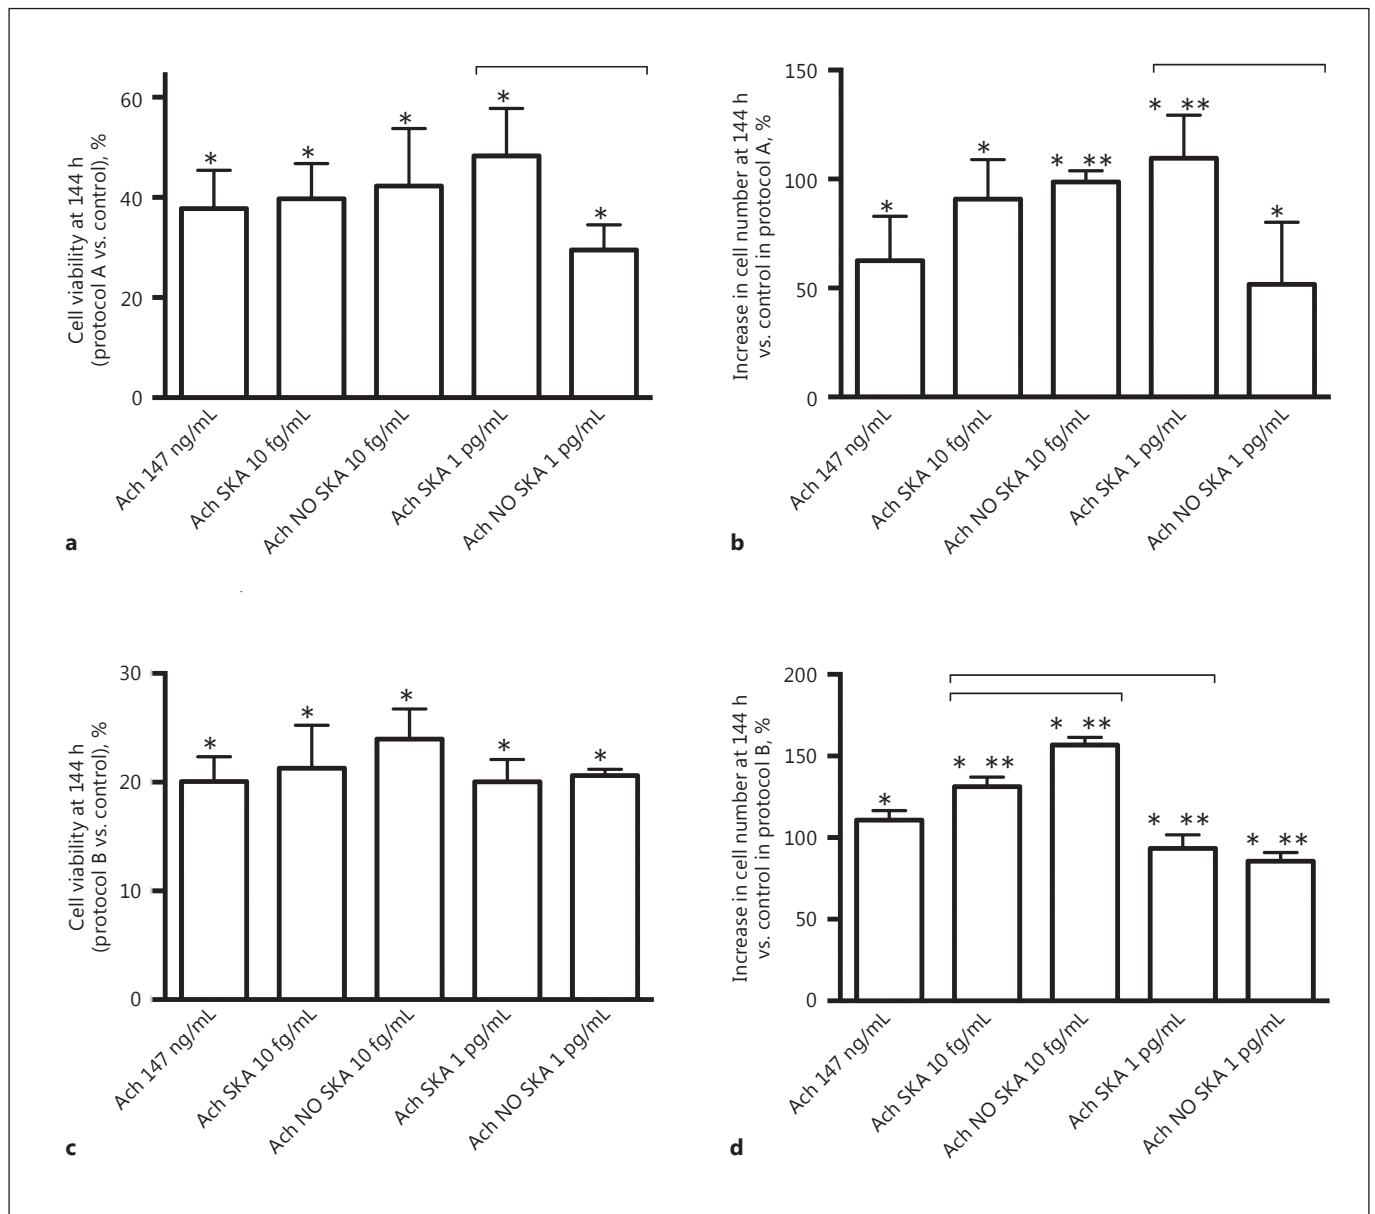 Cell viability at 144 h
(protocol A vs. control), %
60
40
20
0
*
*
*
*
*
Ach 147 ng/mL
Ach SKA 10 fg/mL
Ach NO SKA 10 fg/mL
Ach SKA 1 pg/mL
Ach NO SKA 1 pg/mL
a
Increase in cell number at 144 h
vs. control in protocol A, %
150
100
50
0
*
*
* **
* **
*
Ach 147 ng/mL
Ach SKA 10 fg/mL
Ach NO SKA 10 fg/mL
Ach SKA 1 pg/mL
Ach NO SKA 1 pg/mL
b
Cell viability at 144 h
(protocol B vs. control), %
30
20
10
0
*
*
*
*
*
Ach 147 ng/mL
Ach SKA 10 fg/mL
Ach NO SKA 10 fg/mL
Ach SKA 1 pg/mL
Ach NO SKA 1 pg/mL
c
Increase in cell number at 144 h
vs. control in protocol B, %
200
150
100
50
0
*
* **
* **
* **
* **
Ach 147 ng/mL
Ach SKA 10 fg/mL
Ach NO SKA 10 fg/mL
Ach SKA 1 pg/mL
Ach NO SKA 1 pg/mL
d